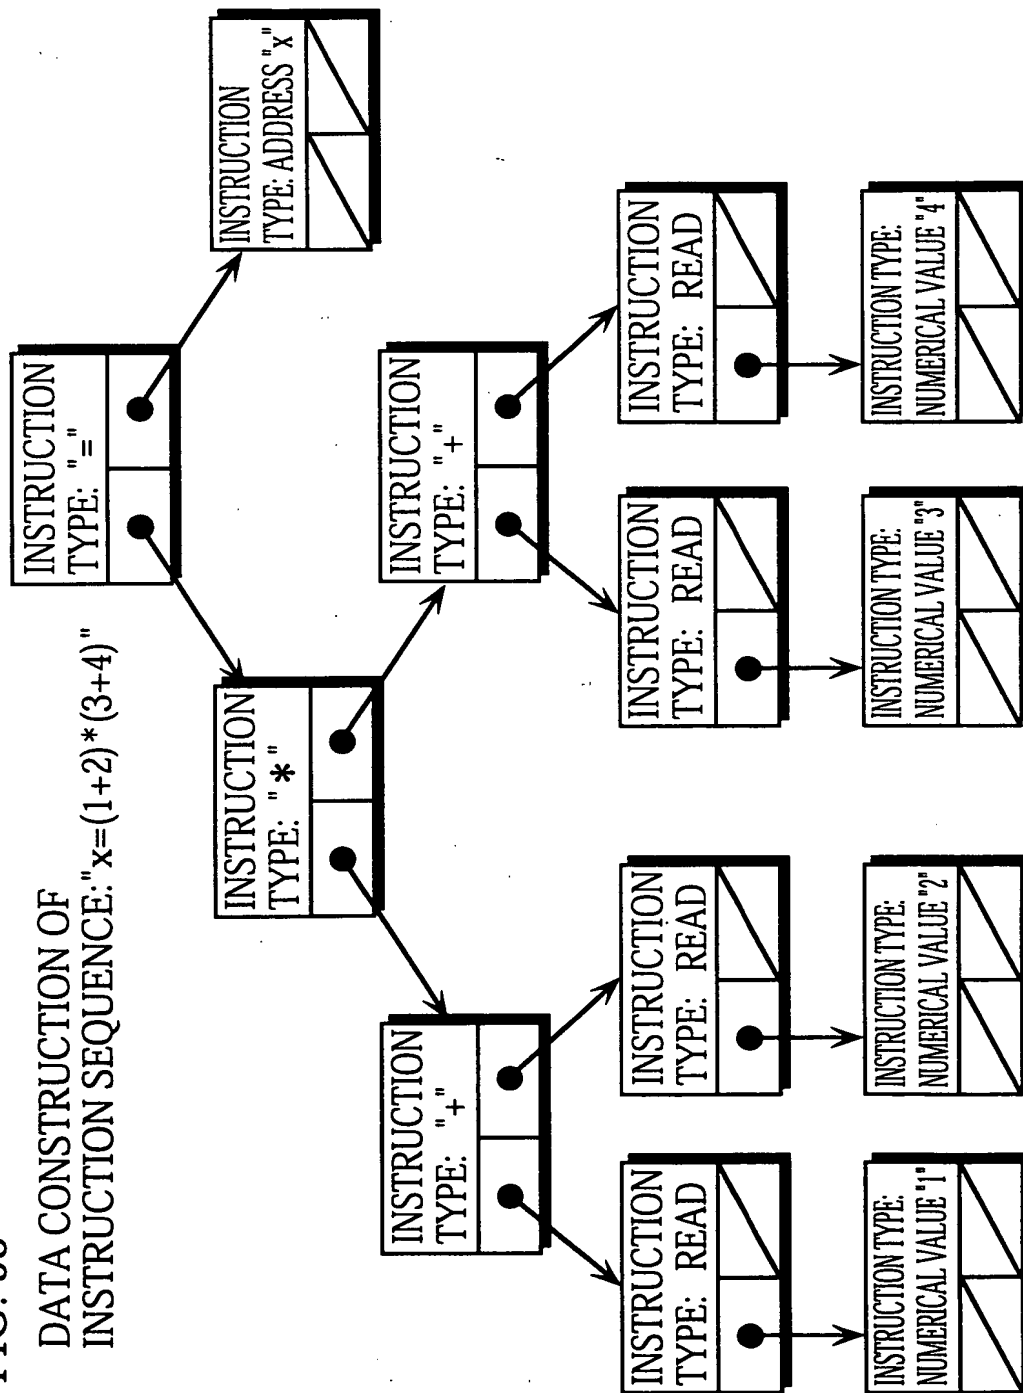 DATA CONSTRUCTION OF
INSTRUCTION SEQUENCE:"x=(1+2)*(3+4)"
INSTRUCTION
TYPE: "="
INSTRUCTION
TYPE: ADDRESS "x"
INSTRUCTION
TYPE: "*"
INSTRUCTION
TYPE: "+"
INSTRUCTION
TYPE: "+"
INSTRUCTION
TYPE: READ
INSTRUCTION
TYPE: READ
INSTRUCTION
TYPE: READ
INSTRUCTION
TYPE: READ
INSTRUCTION TYPE:
NUMERICAL VALUE "1"
INSTRUCTION TYPE:
NUMERICAL VALUE "2"
INSTRUCTION TYPE:
NUMERICAL VALUE "3"
INSTRUCTION TYPE:
NUMERICAL VALUE "4"